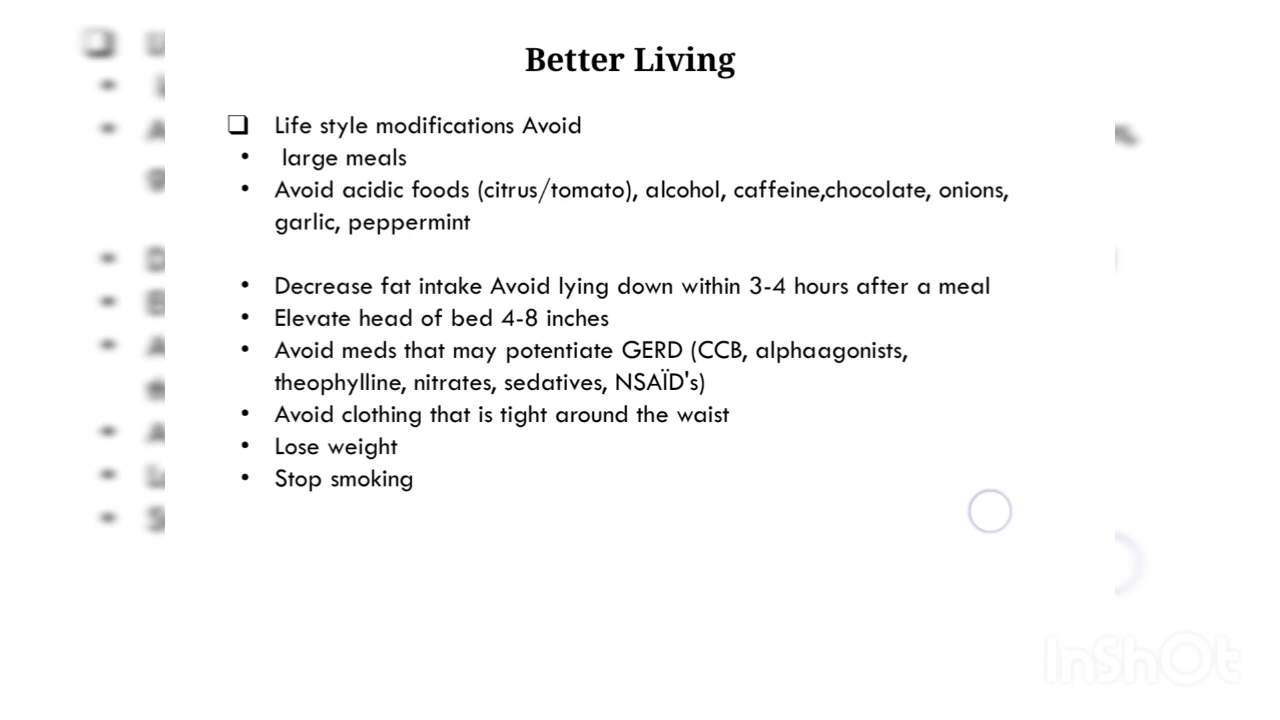 Better Living
❑ Life style modifications Avoid
• large meals
• Avoid acidic foods (citrus/tomato), alcohol, caffeine,chocolate, onions,
garlic, peppermint
• Decrease fat intake Avoid lying down within 3-4 hours after a meal
• Elevate head of bed 4-8 inches
• Avoid meds that may potentiate GERD (CCB, alphaagonists,
theophylline, nitrates, sedatives, NSAÏD's)
• Avoid clothing that is tight around the waist
• Lose weight
• Stop smoking
InShOt